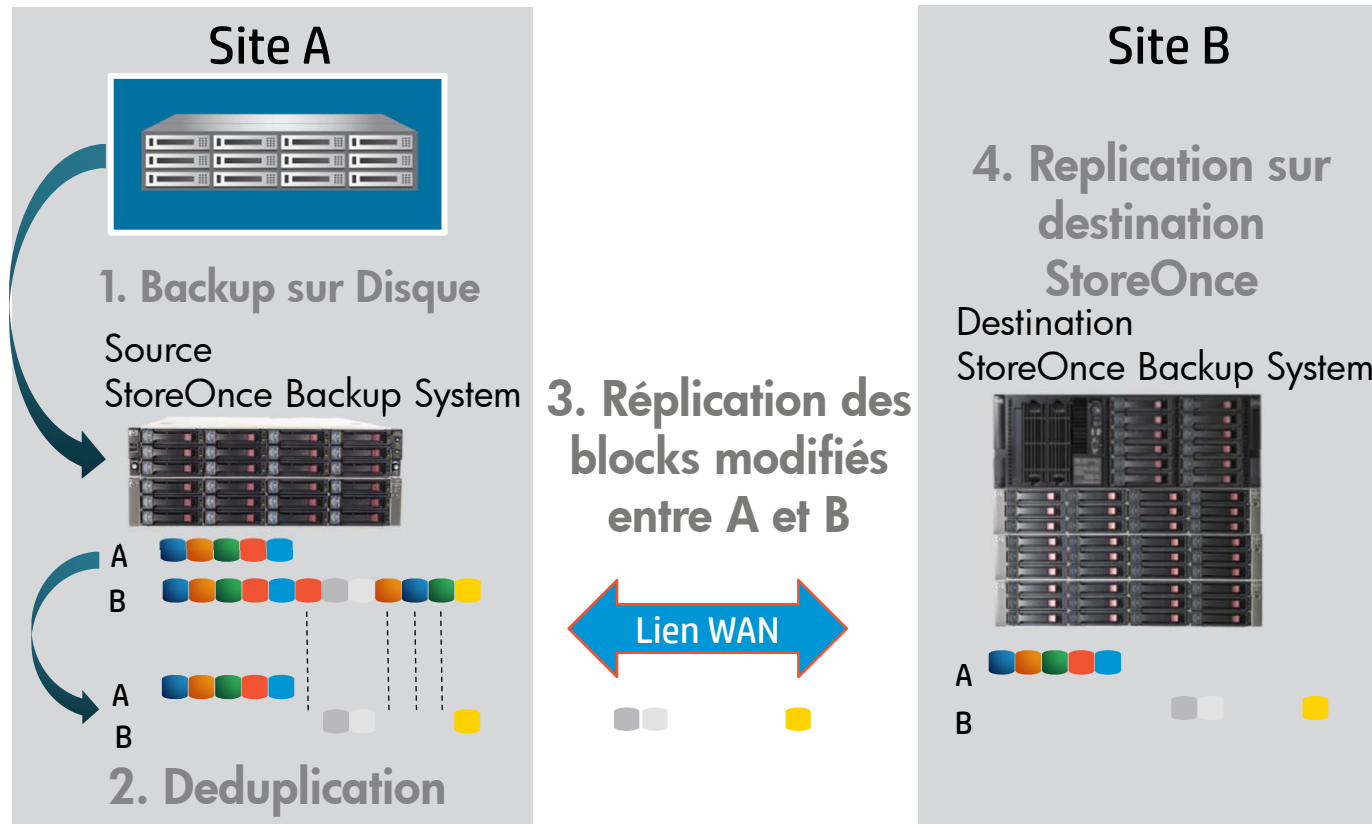 Site A
1. Backup sur Disque
Source
StoreOnce Backup System
A
B
A
B
2. Deduplication
3. Réplication des
blocks modifiés
entre A et B
Lien WAN
Site B
4. Replication sur
destination
StoreOnce
Destination
StoreOnce Backup System
A
B